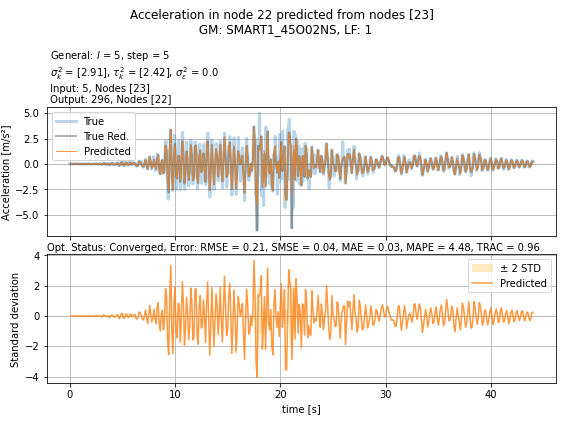 Acceleration in node 22 predicted from nodes [23]
GM: SMART1_45O02NS, LF: 1
General: l = 5, step = 5
σ²ₖ = [2.91], τ²ₖ = [2.42], σ²ε = 0.0
Input: 5, Nodes [23]
Output: 296, Nodes [22]
True
True Red.
Predicted
5.0
2.5
0.0
−2.5
−5.0
Acceleration [m/s²]
Opt. Status: Converged, Error: RMSE = 0.21, SMSE = 0.04, MAE = 0.03, MAPE = 4.48, TRAC = 0.96
± 2 STD
Predicted
4
2
0
−2
−4
Standard deviation
0 10 20 30 40
time [s]